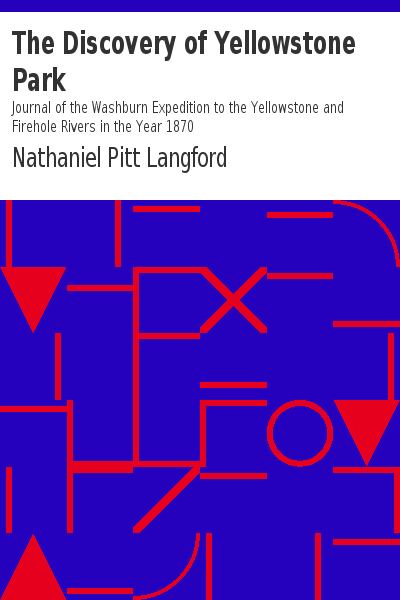 The Discovery of Yellowstone
Park
Journal of the Washburn Expedition to the Yellowstone and
Firehole Rivers in the Year 1870
Nathaniel Pitt Langford